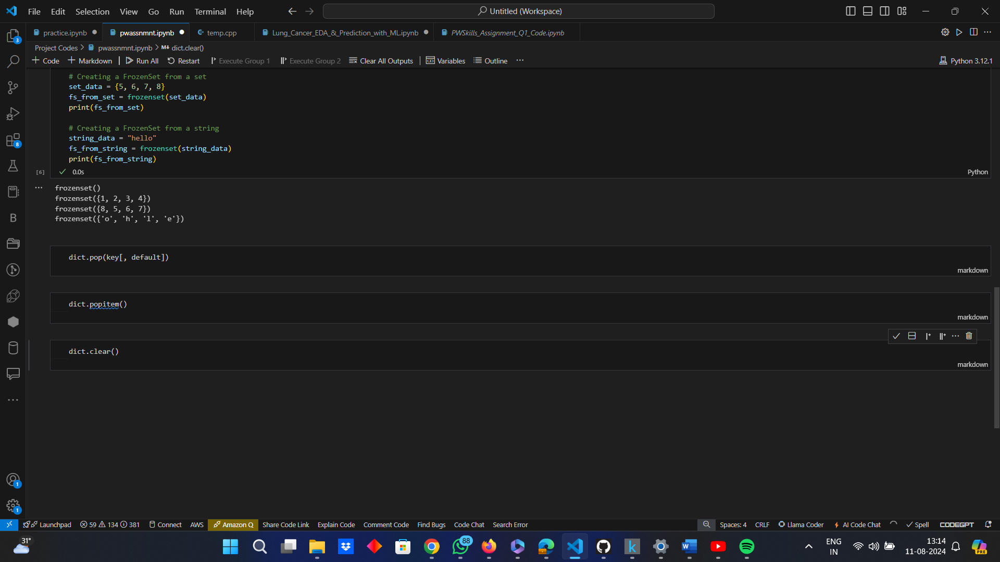 File Edit Selection View Go Run Terminal Help Untitled (Workspace)
practice.ipynb pwassnmnt.ipynb temp.cpp Lung_Cancer_EDA_&_Prediction_with_ML.ipynb PWSkills_Assignment_Q1_Code.ipynb
Project Codes > pwassnmnt.ipynb > M↓ dict.clear()
+ Code + Markdown | Run All Restart Execute Group 1 Execute Group 2 Clear All Outputs | Variables Outline ... Python 3.12.1
# Creating a FrozenSet from a set
set_data = {5, 6, 7, 8}
fs_from_set = frozenset(set_data)
print(fs_from_set)
# Creating a FrozenSet from a string
string_data = "hello"
fs_from_string = frozenset(string_data)
print(fs_from_string)
[6] ✓ 0.0s Python
... frozenset()
frozenset({1, 2, 3, 4})
frozenset({8, 5, 6, 7})
frozenset({'o', 'h', 'l', 'e'})
dict.pop(key[, default])
markdown
dict.popitem()
markdown
dict.clear()
markdown
3
8
B
1
1
Launchpad 59 134 381 Connect AWS Amazon Q Share Code Link Explain Code Comment Code Find Bugs Code Chat Search Error Spaces: 4 CRLF Llama Coder AI Code Chat Spell CODEGPT
31° 88 k W ENG IN 13:14 11-08-2024 PRE